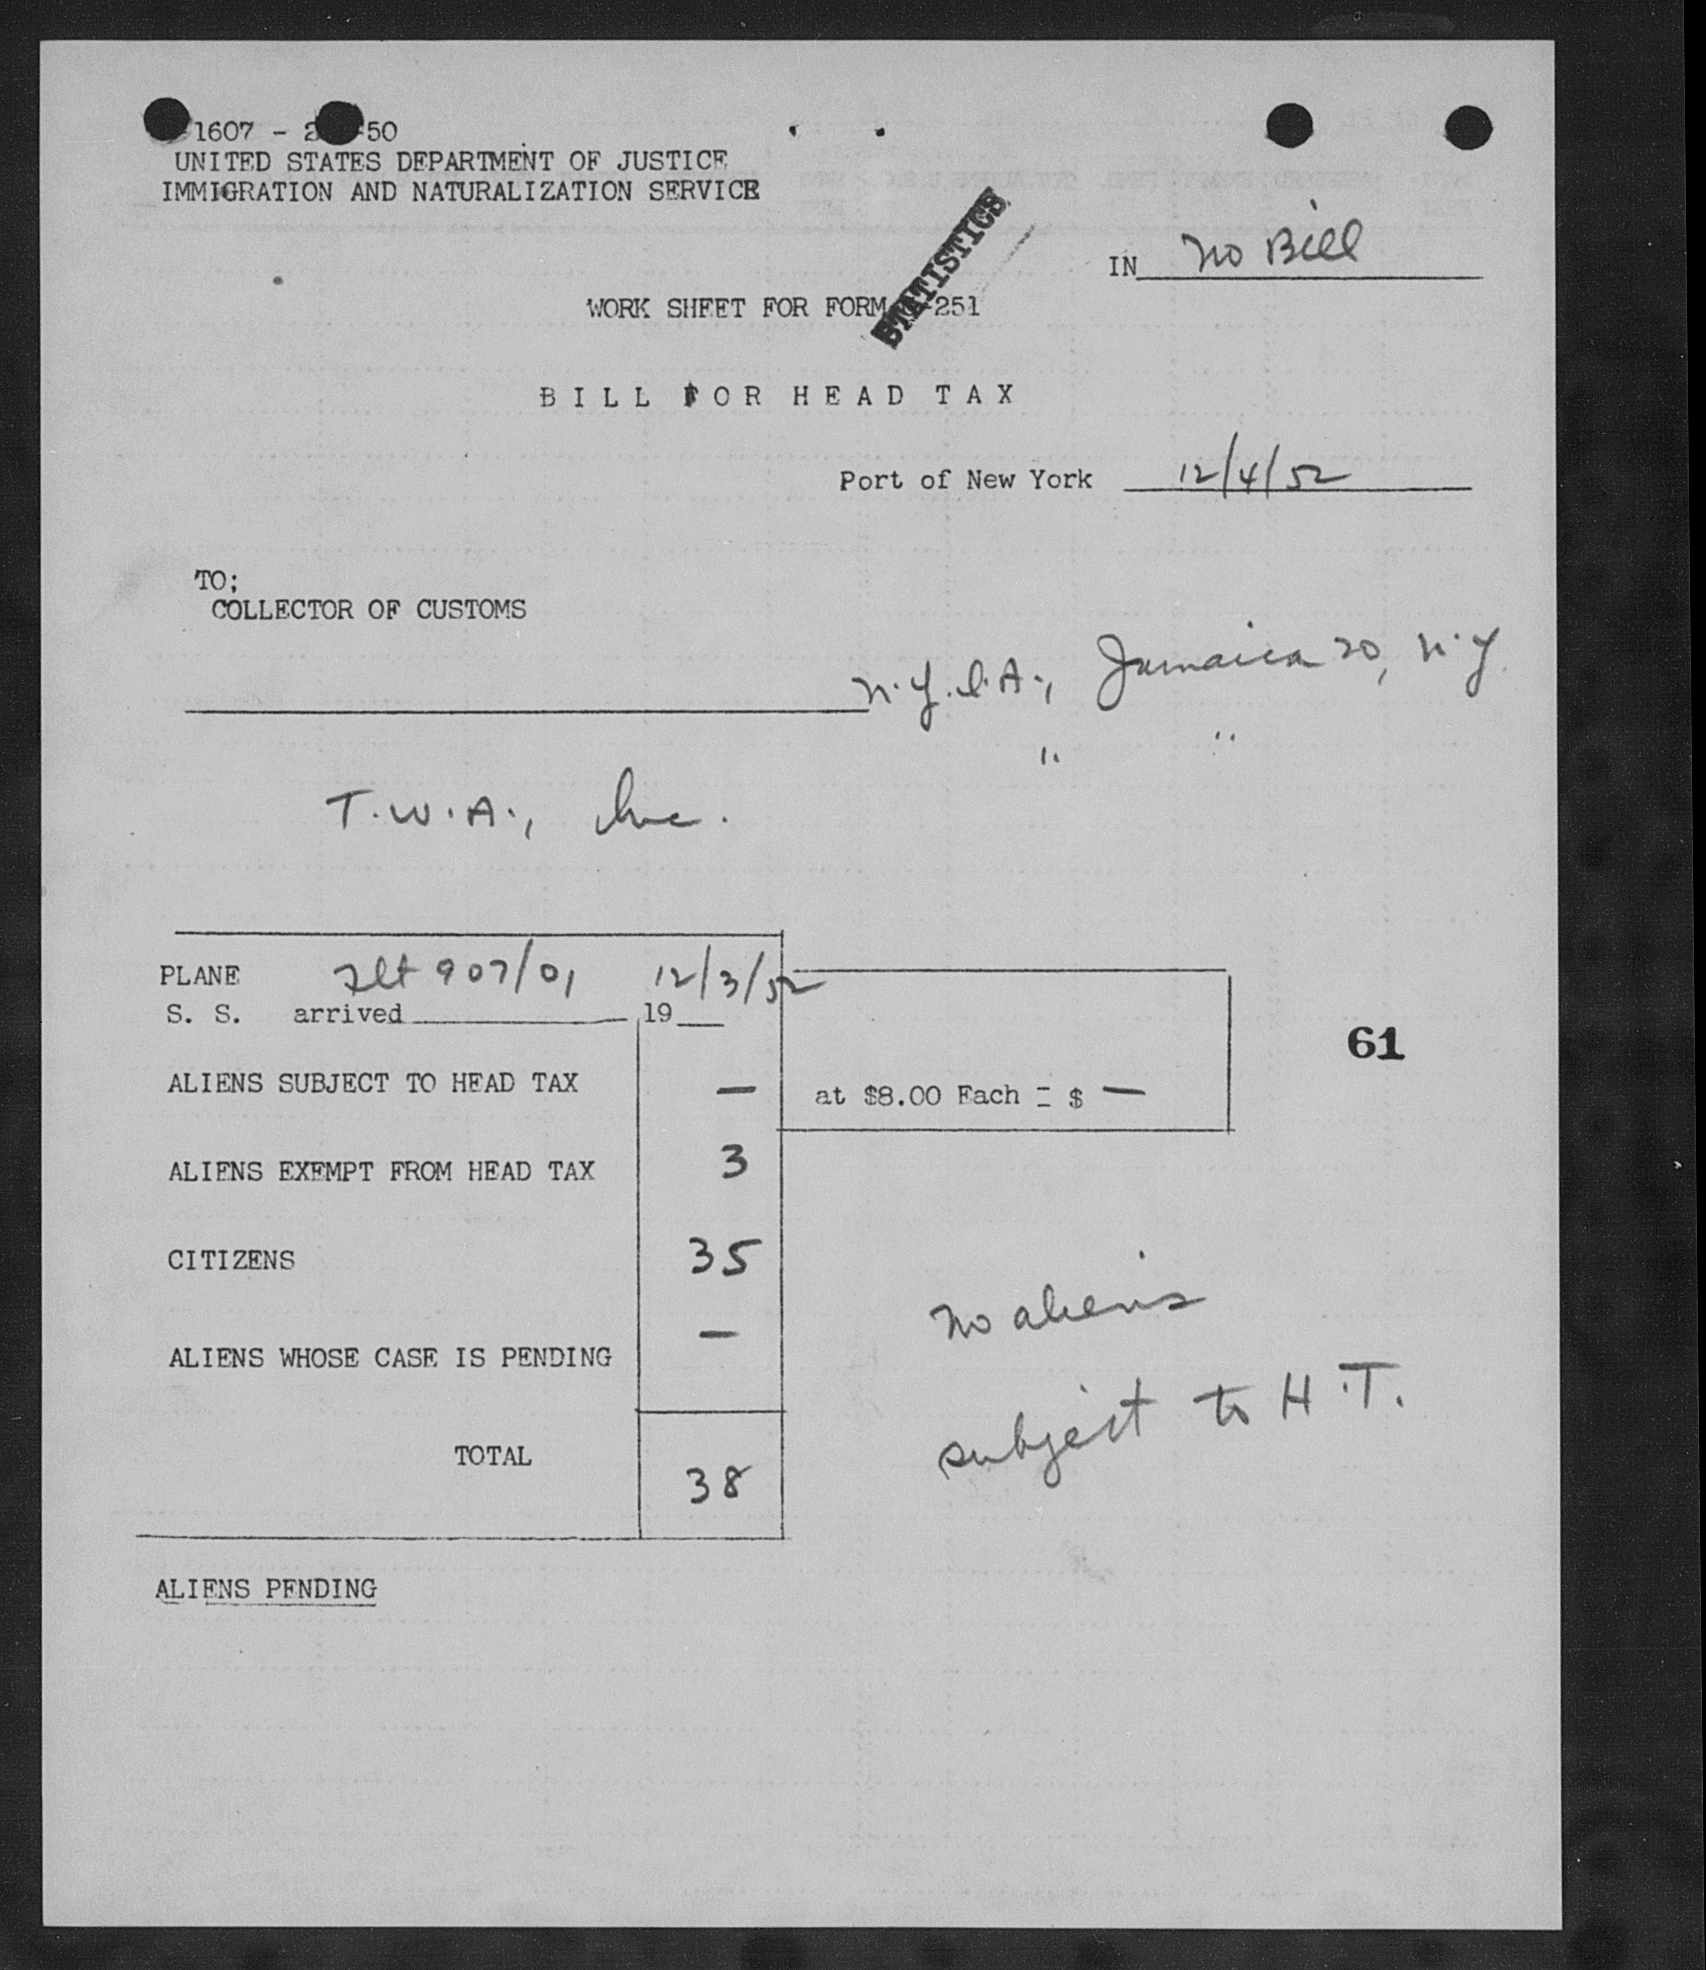 1607 - 2 50
UNITED STATES DEPARTMENT OF JUSTICE
IMMIGRATION AND NATURALIZATION SERVICE
STATISTICS
IN No Bill
WORK SHEET FOR FORM -251
BILL FOR HEAD TAX
Port of New York 12/4/52
TO;
COLLECTOR OF CUSTOMS
N.Y.I.A., Jamaica 20, N.Y.
" "
T.W.A., Inc.
PLANE Flt 907/01 12/3/52
S. S. arrived 19
61
ALIENS SUBJECT TO HEAD TAX — at $8.00 Each = $ —
ALIENS EXEMPT FROM HEAD TAX 3
CITIZENS 35
No aliens
ALIENS WHOSE CASE IS PENDING —
subject to H.T.
TOTAL 38
ALIENS PENDING